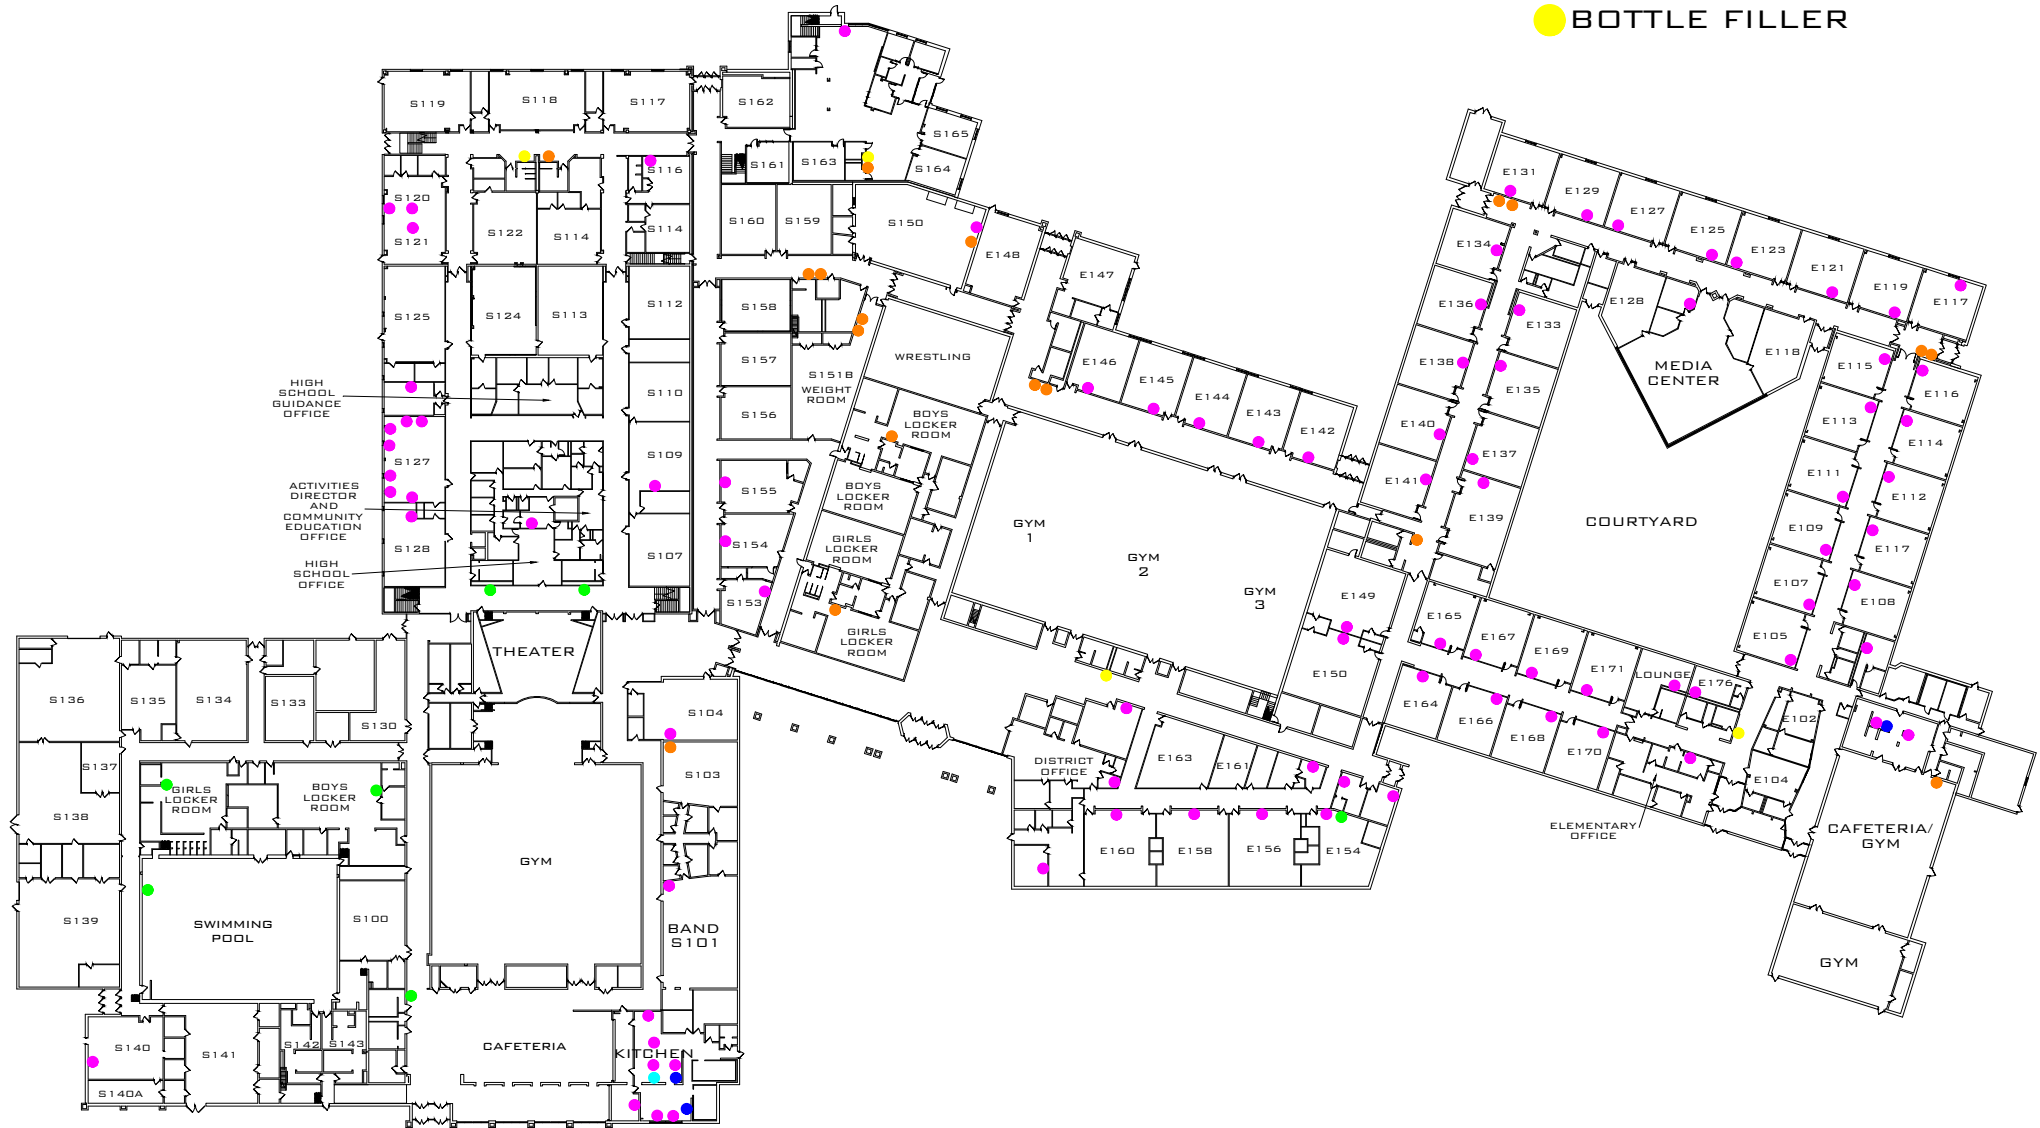 BOTTLE FILLER
S119
S118
S117
S162
S165
S164
S161
S163
S116
S120
S121
S122
S114
S114
S160
S159
S150
E148
E147
S125
S124
S113
S112
S158
S157
S156
S151B
WEIGHT
ROOM
WRESTLING
HIGH
SCHOOL
GUIDANCE
OFFICE
S110
S109
S107
S127
S128
ACTIVITIES
DIRECTOR
AND
COMMUNITY
EDUCATION
OFFICE
HIGH
SCHOOL
OFFICE
S155
S154
S153
BOYS
LOCKER
ROOM
BOYS
LOCKER
ROOM
GIRLS
LOCKER
ROOM
GIRLS
LOCKER
ROOM
E146
E145
E144
E143
E142
GYM
1
GYM
2
GYM
3
E131
E129
E127
E125
E123
E121
E119
E117
E134
E136
E138
E140
E141
E133
E135
E137
E139
E128
E118
MEDIA
CENTER
COURTYARD
E115
E113
E111
E109
E107
E105
E116
E114
E112
E117
E108
E149
E150
E165
E167
E169
E171
LOUNGE
E176
E164
E166
E168
E170
E102
E104
ELEMENTARY
OFFICE
CAFETERIA/
GYM
GYM
DISTRICT
OFFICE
E163
E161
E160
E158
E156
E154
THEATER
S136
S135
S134
S133
S130
S137
S138
S139
GIRLS
LOCKER
ROOM
BOYS
LOCKER
ROOM
SWIMMING
POOL
S100
GYM
S104
S103
BAND
S101
S140
S140A
S141
S142
S143
CAFETERIA
KITCHEN